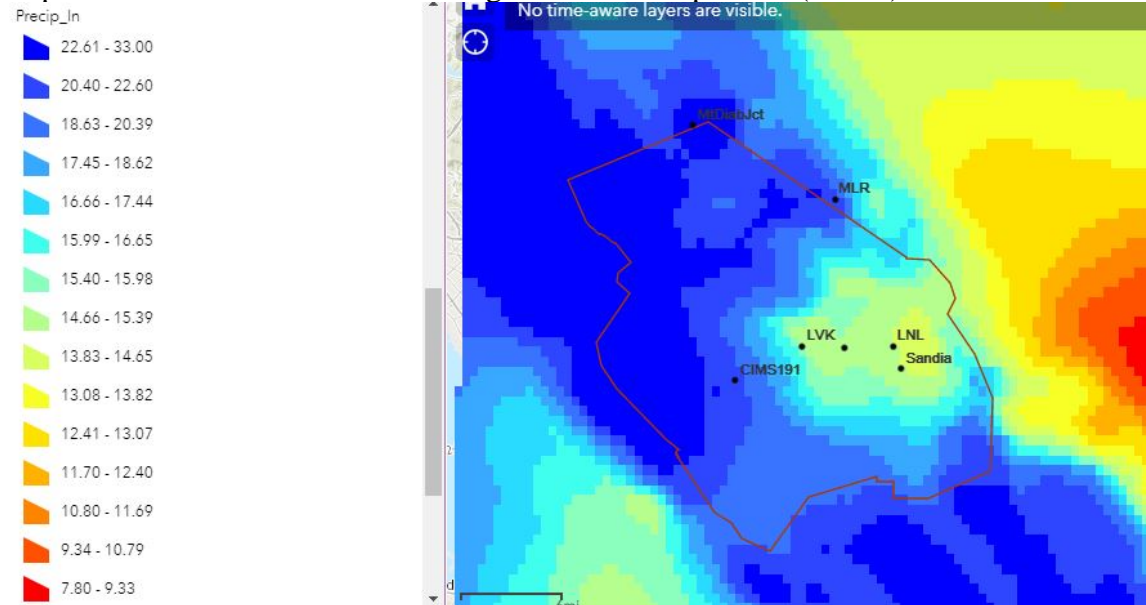 Precip_In
22.61 - 33.00
20.40 - 22.60
18.63 - 20.39
17.45 - 18.62
16.66 - 17.44
15.99 - 16.65
15.40 - 15.98
14.66 - 15.39
13.83 - 14.65
13.08 - 13.82
12.41 - 13.07
11.70 - 12.40
10.80 - 11.69
9.34 - 10.79
7.80 - 9.33
No time-aware layers are visible.
MtDiabJct
MLR
LVK
LNL
Sandia
CIMS191